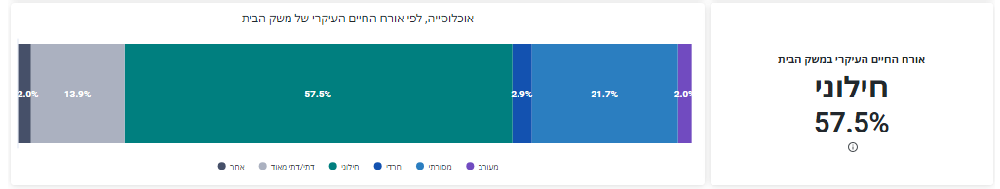 אוכלוסייה, לפי אורח החיים העיקרי של משק הבית
2.0% 13.9% 57.5% 2.9% 21.7% 2.0%
מעורב מסורתי חרדי חילוני דתי/דתי מאוד אחר
אורח החיים העיקרי במשק הבית
חילוני
57.5%